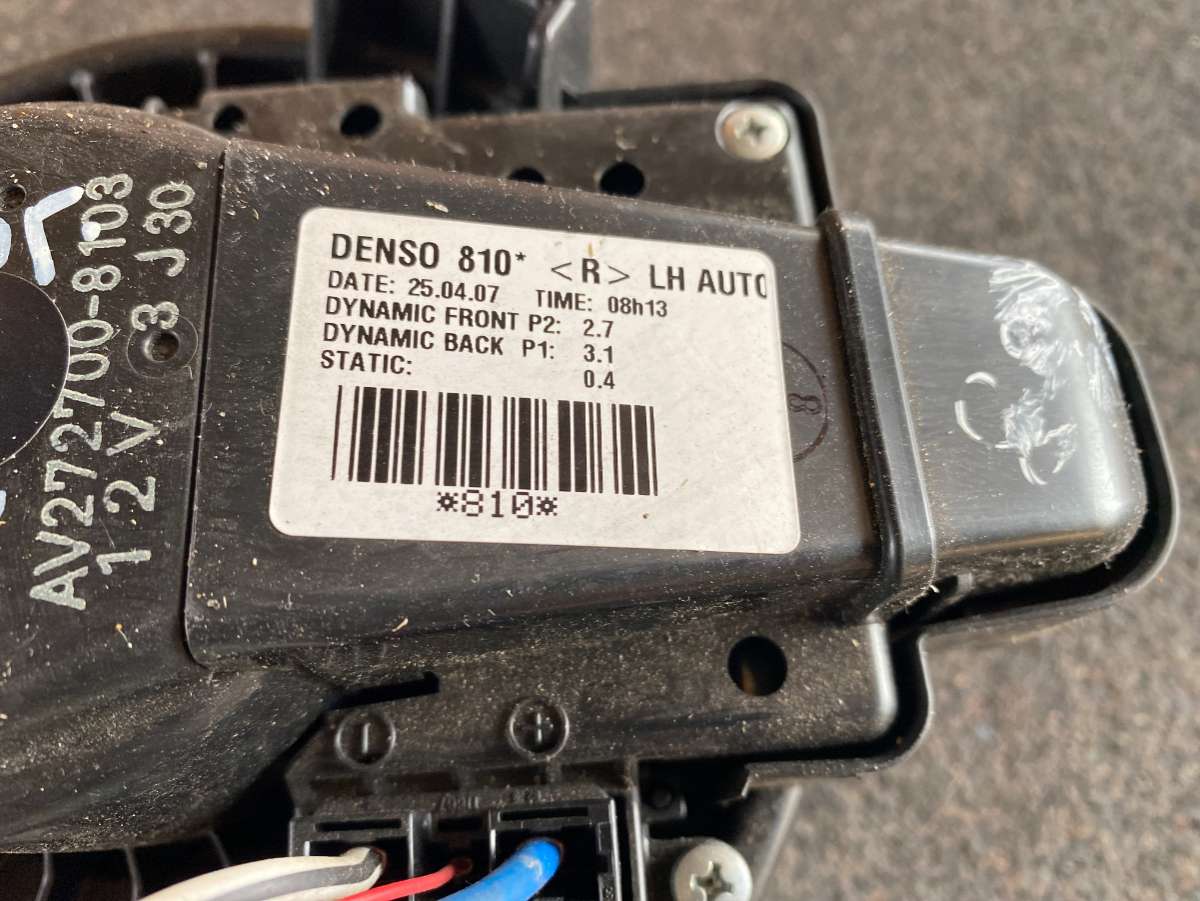 DENSO 810* <R> LH AUTO
DATE: 25.04.07 TIME: 08h13
DYNAMIC FRONT P2: 2.7
DYNAMIC BACK P1: 3.1
STATIC: 0.4
*810*
AV272700-8103
12V 3 J30
8